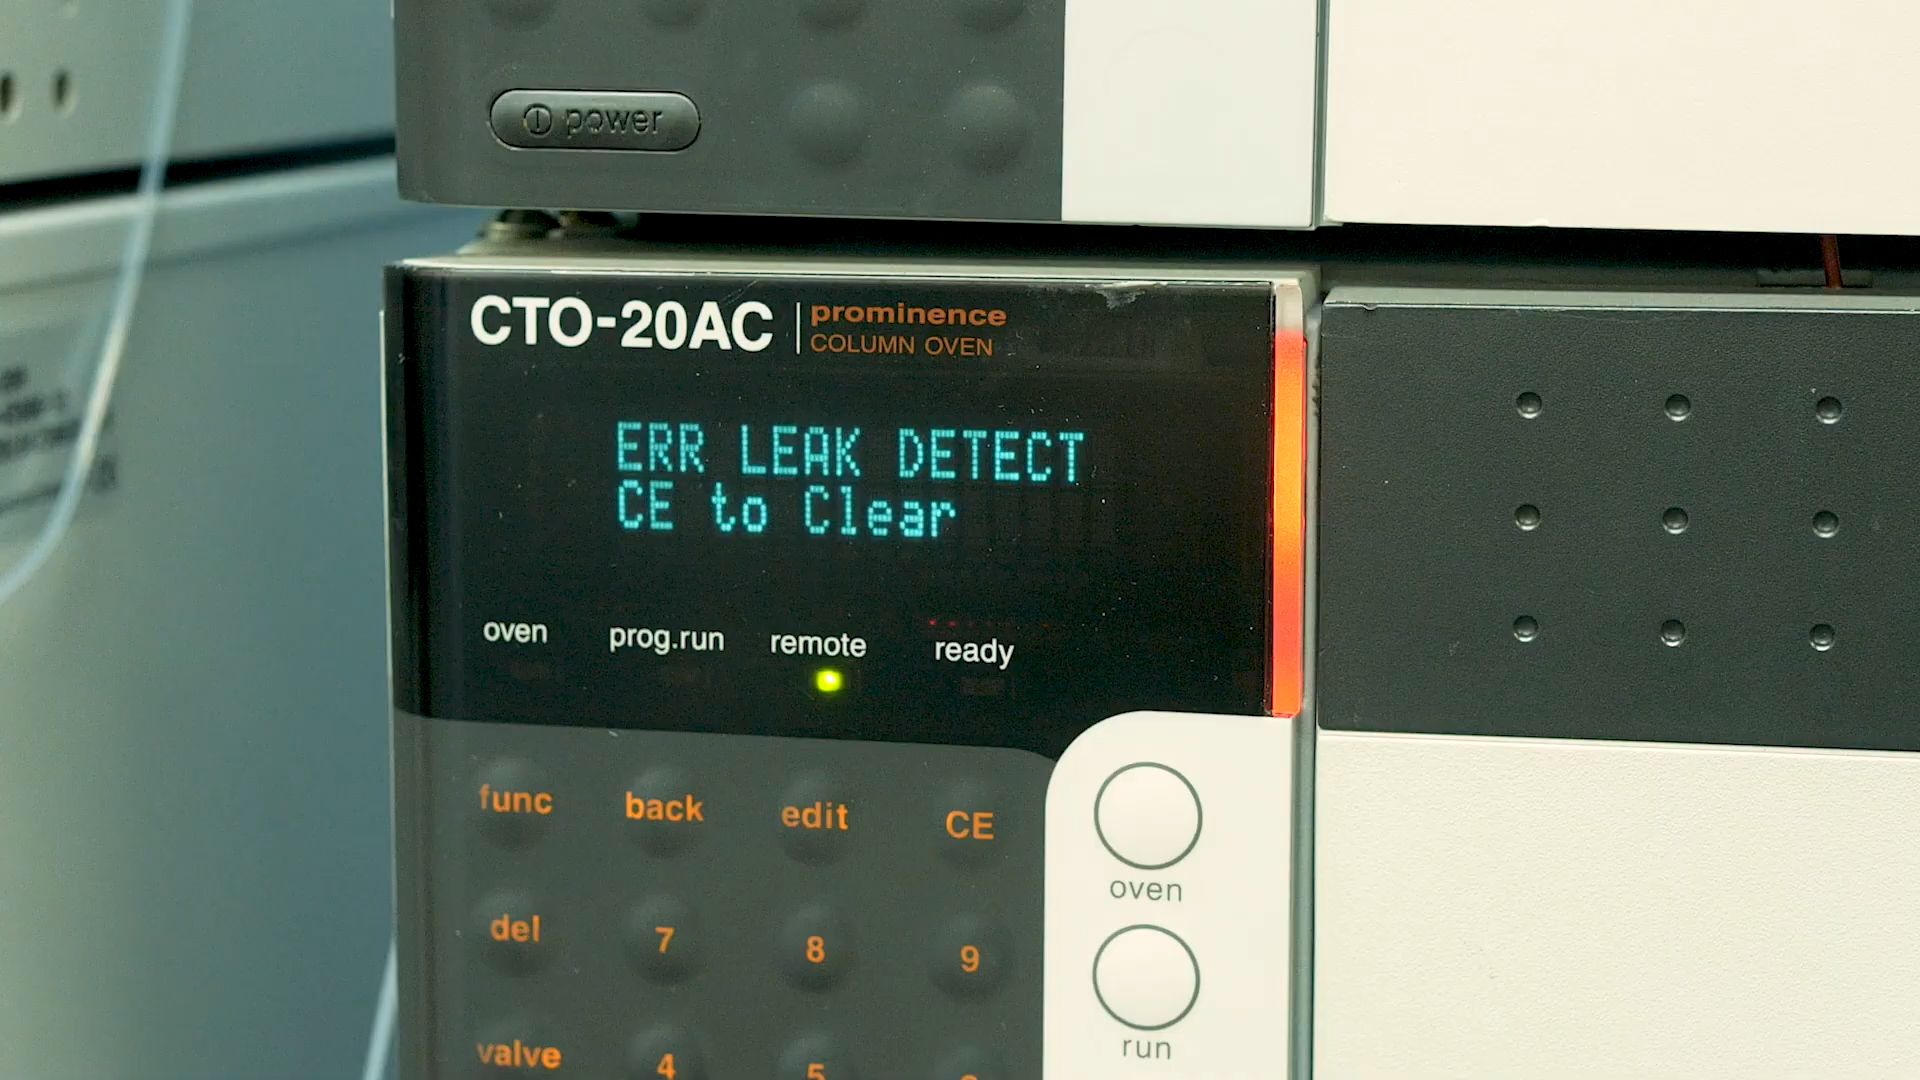 power
CTO-20AC
prominence
COLUMN OVEN
ERR LEAK DETECT
CE to Clear
oven prog.run remote ready
func back edit CE
oven
del 7 8 9
run
valve 4 5